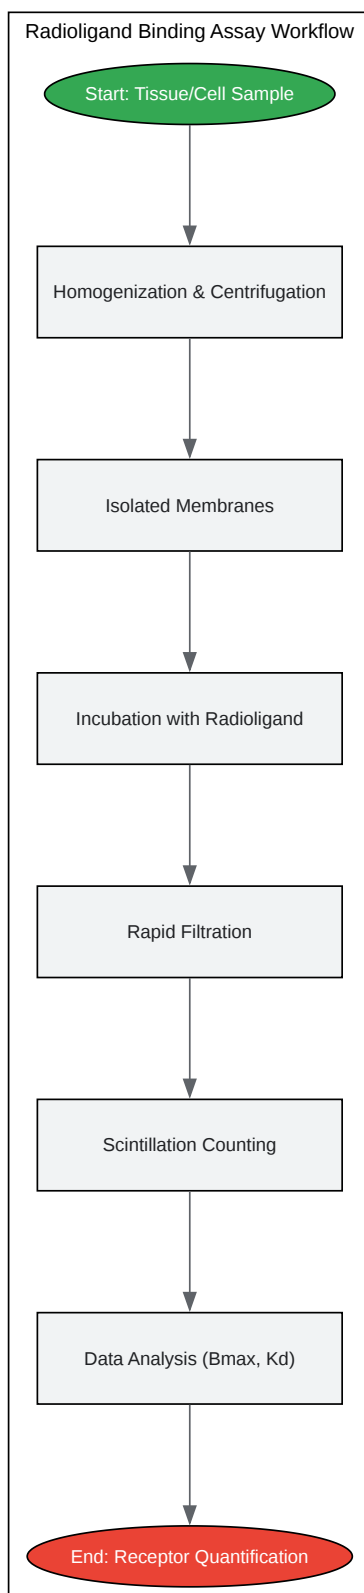 Radioligand Binding Assay Workflow
Start: Tissue/Cell Sample
Homogenization & Centrifugation
Isolated Membranes
Incubation with Radioligand
Rapid Filtration
Scintillation Counting
Data Analysis (Bmax, Kd)
End: Receptor Quantification